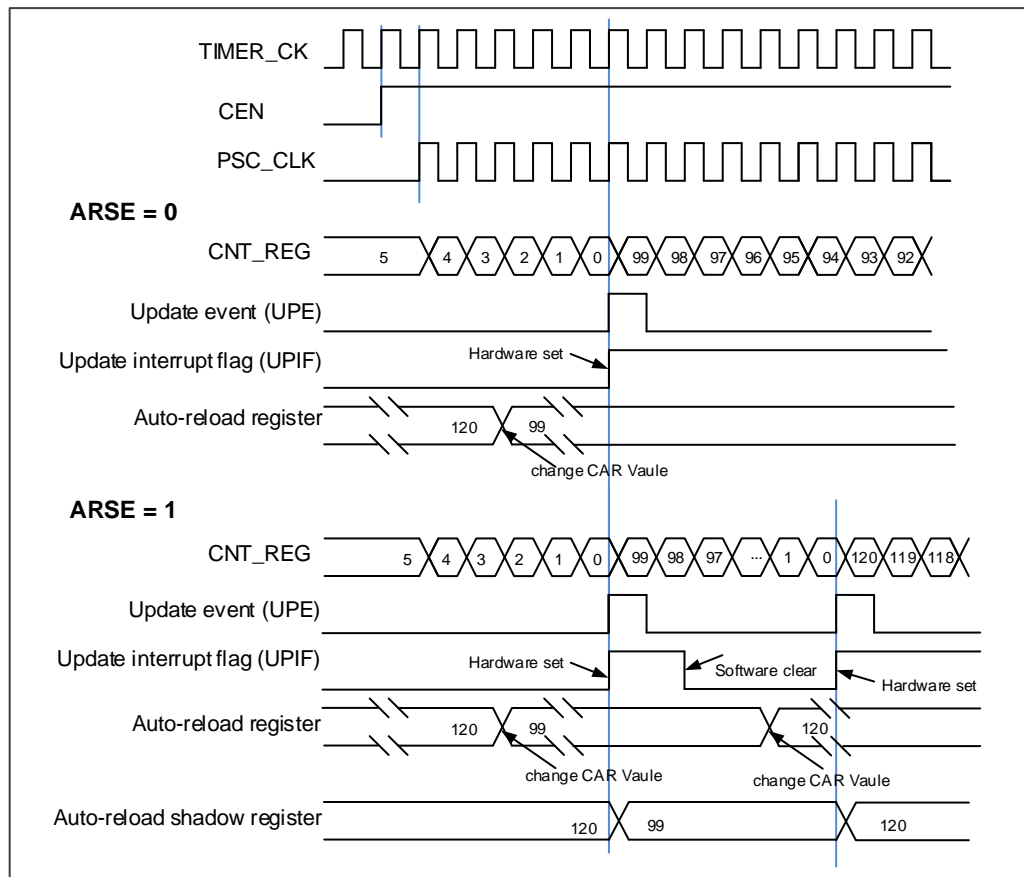 TIMER_CK
CEN
PSC_CLK
ARSE = 0
CNT_REG 5 4 3 2 1 0 99 98 97 96 95 94 93 92
Update event (UPE)
Update interrupt flag (UPIF) Hardware set
Auto-reload register 120 99
change CAR Vaule
ARSE = 1
CNT_REG 5 4 3 2 1 0 99 98 97 ... 1 0 120 119 118
Update event (UPE)
Update interrupt flag (UPIF) Hardware set Software clear Hardware set
Auto-reload register 120 99 120
change CAR Vaule change CAR Vaule
Auto-reload shadow register 120 99 120